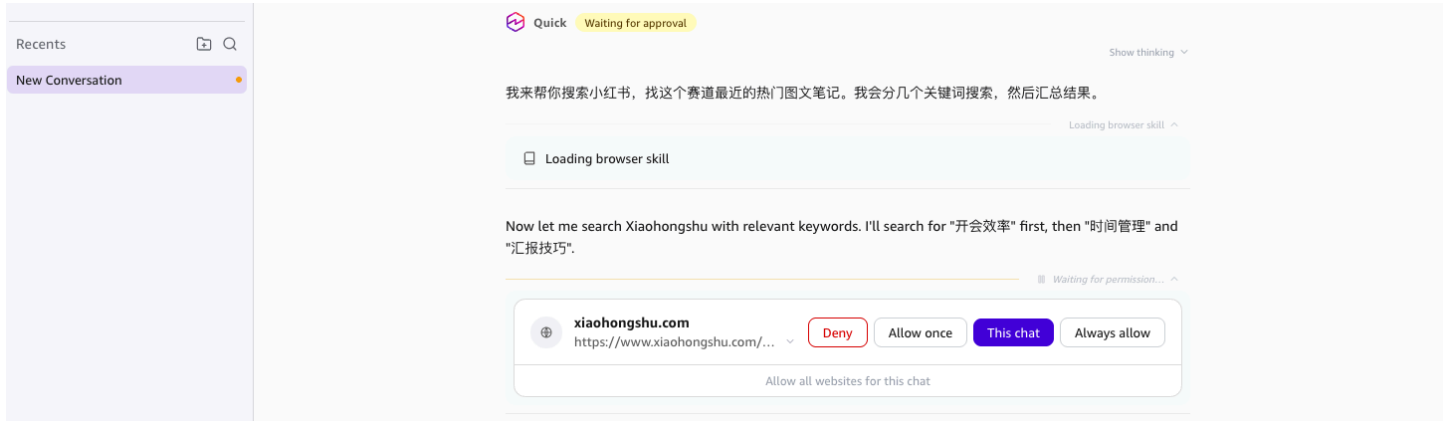 Recents
New Conversation
Quick
Waiting for approval
Show thinking
我来帮你搜索小红书，找这个赛道最近的热门图文笔记。我会分几个关键词搜索，然后汇总结果。
Loading browser skill
Loading browser skill
Now let me search Xiaohongshu with relevant keywords. I'll search for "开会效率" first, then "时间管理" and
"汇报技巧".
Waiting for permission...
xiaohongshu.com
https://www.xiaohongshu.com/...
Deny
Allow once
This chat
Always allow
Allow all websites for this chat